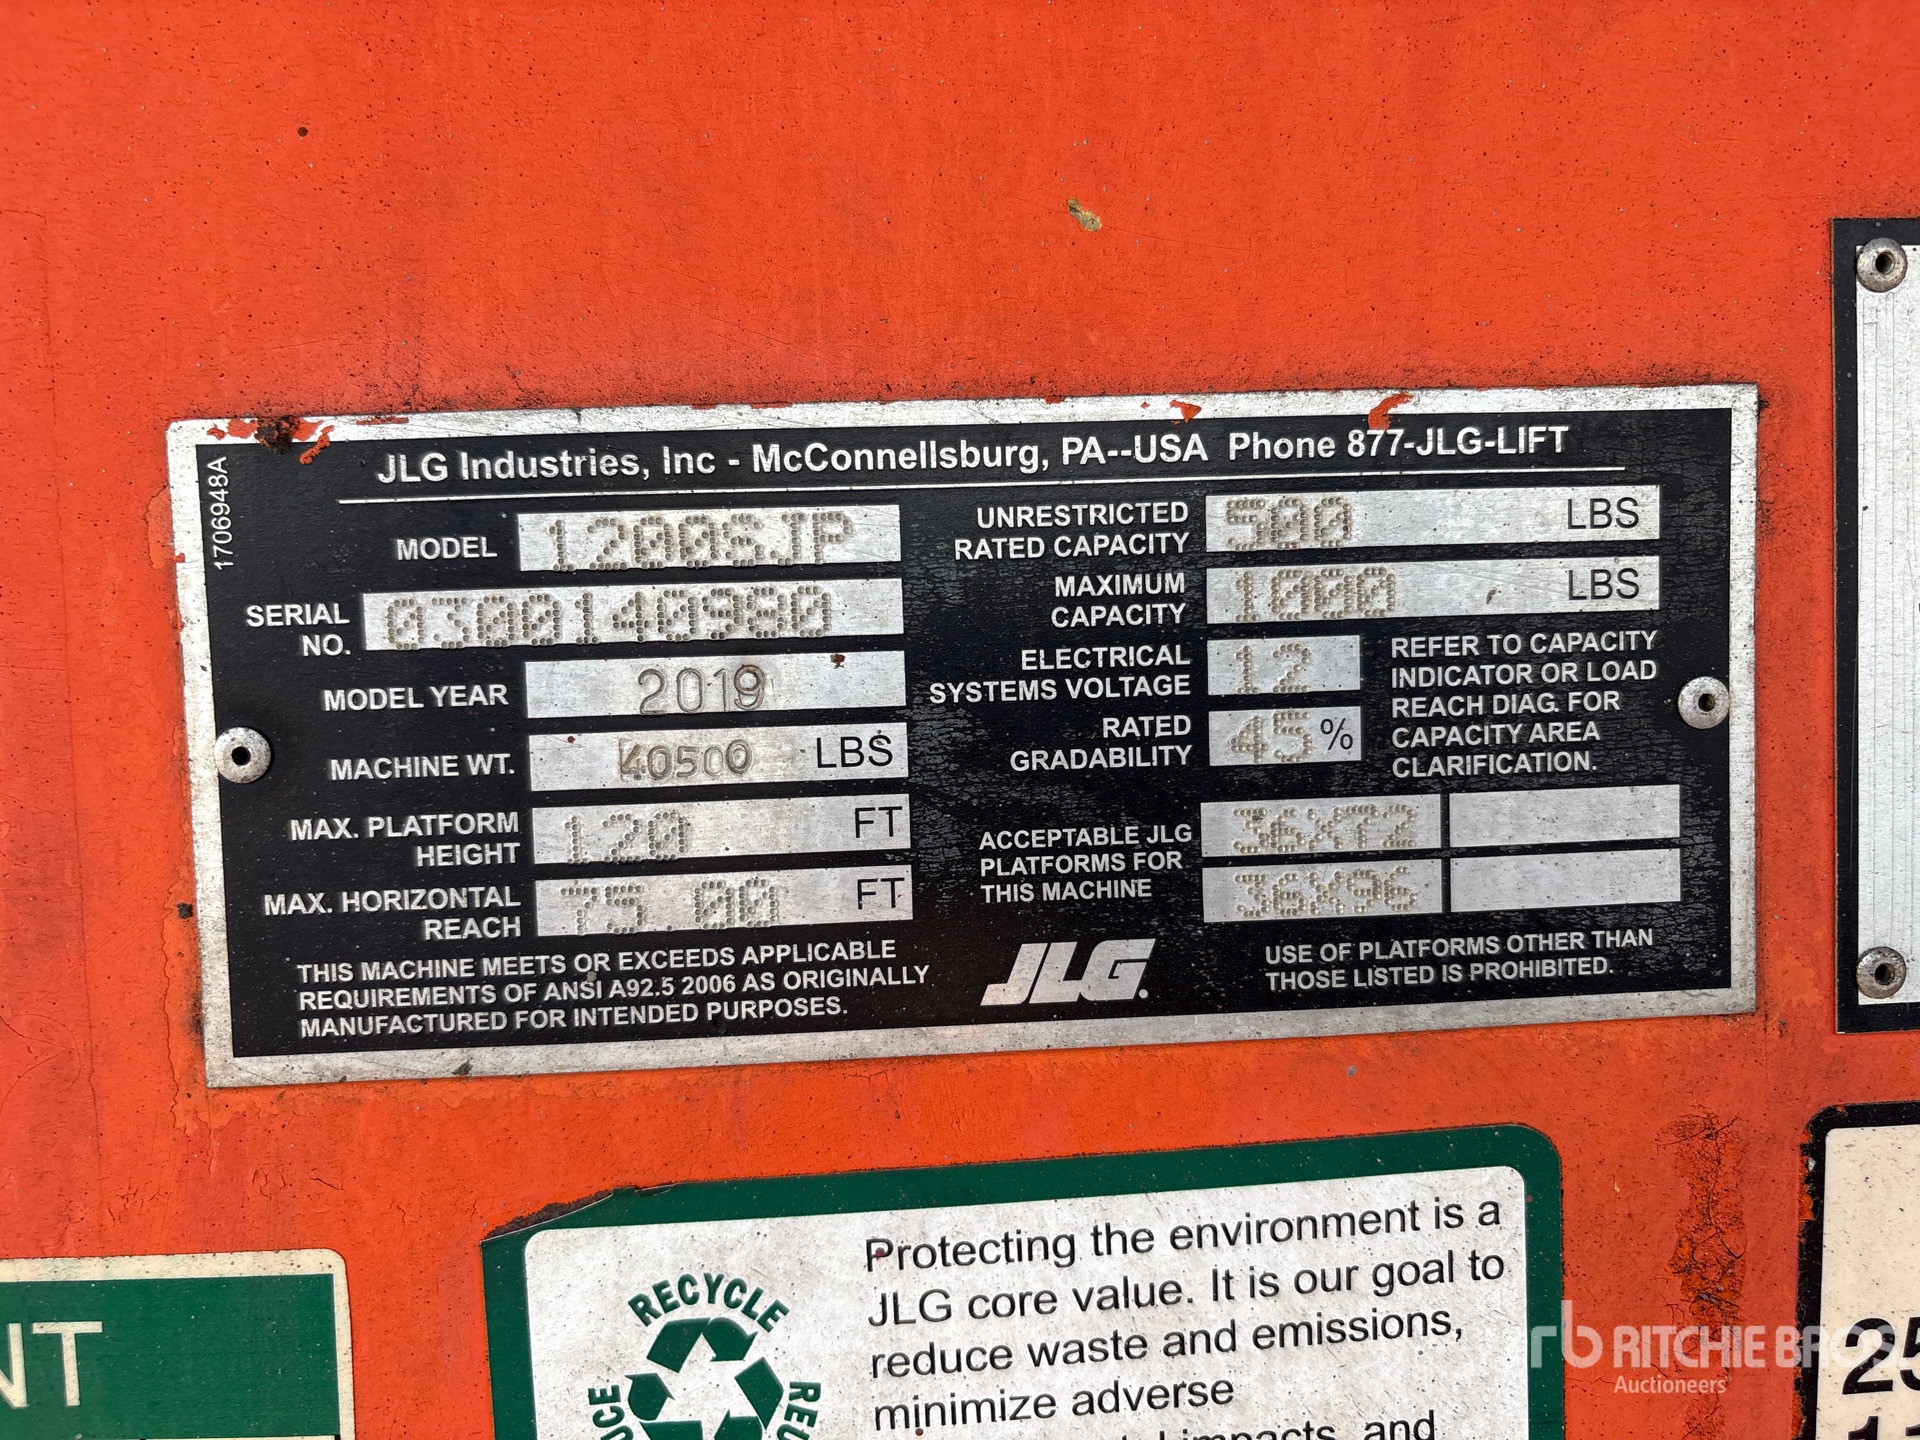 1706948A
JLG Industries, Inc - McConnellsburg, PA--USA Phone 877-JLG-LIFT
MODEL 1200SJP
SERIAL NO. 0300140980
MODEL YEAR 2019
MACHINE WT. 40500 LBS
MAX. PLATFORM HEIGHT 120 FT
MAX. HORIZONTAL REACH 75 00 FT
THIS MACHINE MEETS OR EXCEEDS APPLICABLE
REQUIREMENTS OF ANSI A92.5 2006 AS ORIGINALLY
MANUFACTURED FOR INTENDED PURPOSES.
UNRESTRICTED RATED CAPACITY 500 LBS
MAXIMUM CAPACITY 1000 LBS
ELECTRICAL SYSTEMS VOLTAGE 12
RATED GRADABILITY 45 %
REFER TO CAPACITY
INDICATOR OR LOAD
REACH DIAG. FOR
CAPACITY AREA
CLARIFICATION.
ACCEPTABLE JLG
PLATFORMS FOR
THIS MACHINE
36X72
36X96
JLG.
USE OF PLATFORMS OTHER THAN
THOSE LISTED IS PROHIBITED.
NT
RECYCLE
Protecting the environment is a
JLG core value. It is our goal to
reduce waste and emissions,
minimize adverse
impacts, and
25
rb RITCHIE BROS
Auctioneers